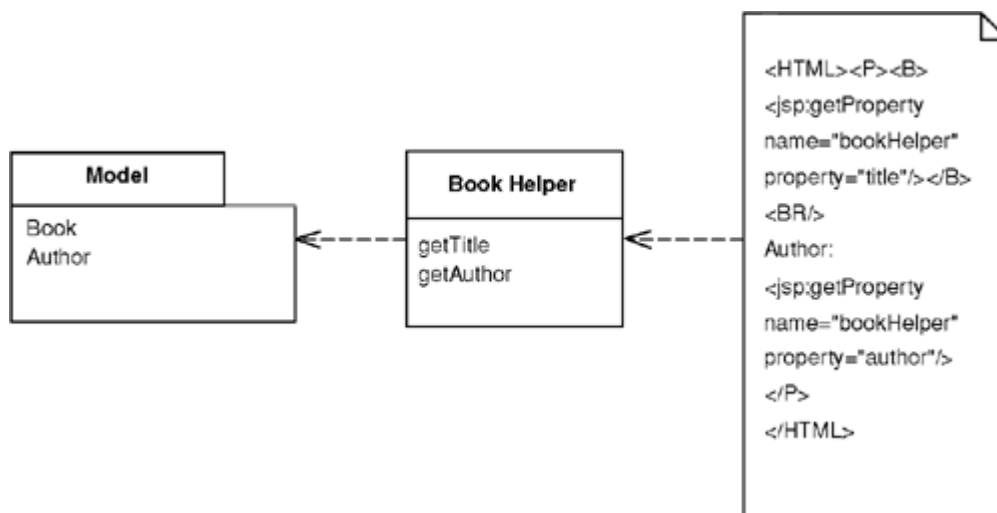 Model
Book
Author
Book Helper
getTitle
getAuthor
<HTML><P><B>
<jsp:getProperty
name="bookHelper"
property="title"/></B>
<BR/>
Author:
<jsp:getProperty
name="bookHelper"
property="author"/>
</P>
</HTML>